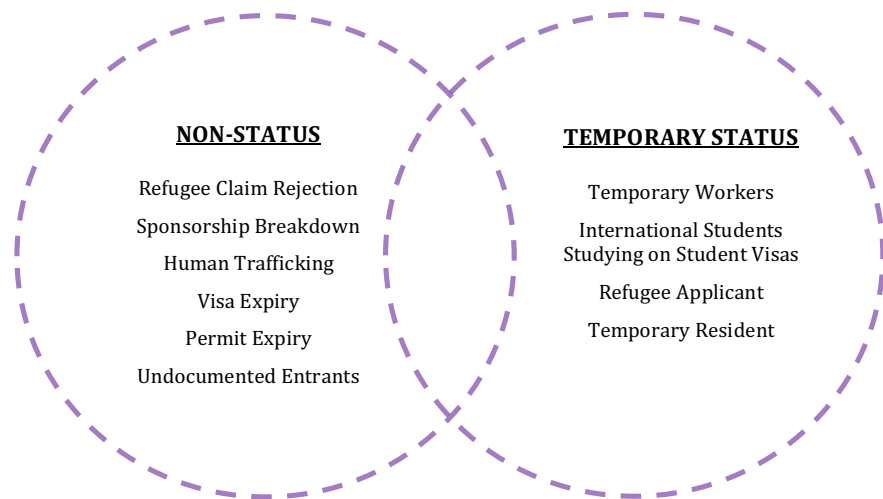 NON-STATUS
Refugee Claim Rejection
Sponsorship Breakdown
Human Trafficking
Visa Expiry
Permit Expiry
Undocumented Entrants
TEMPORARY STATUS
Temporary Workers
International Students
Studying on Student Visas
Refugee Applicant
Temporary Resident